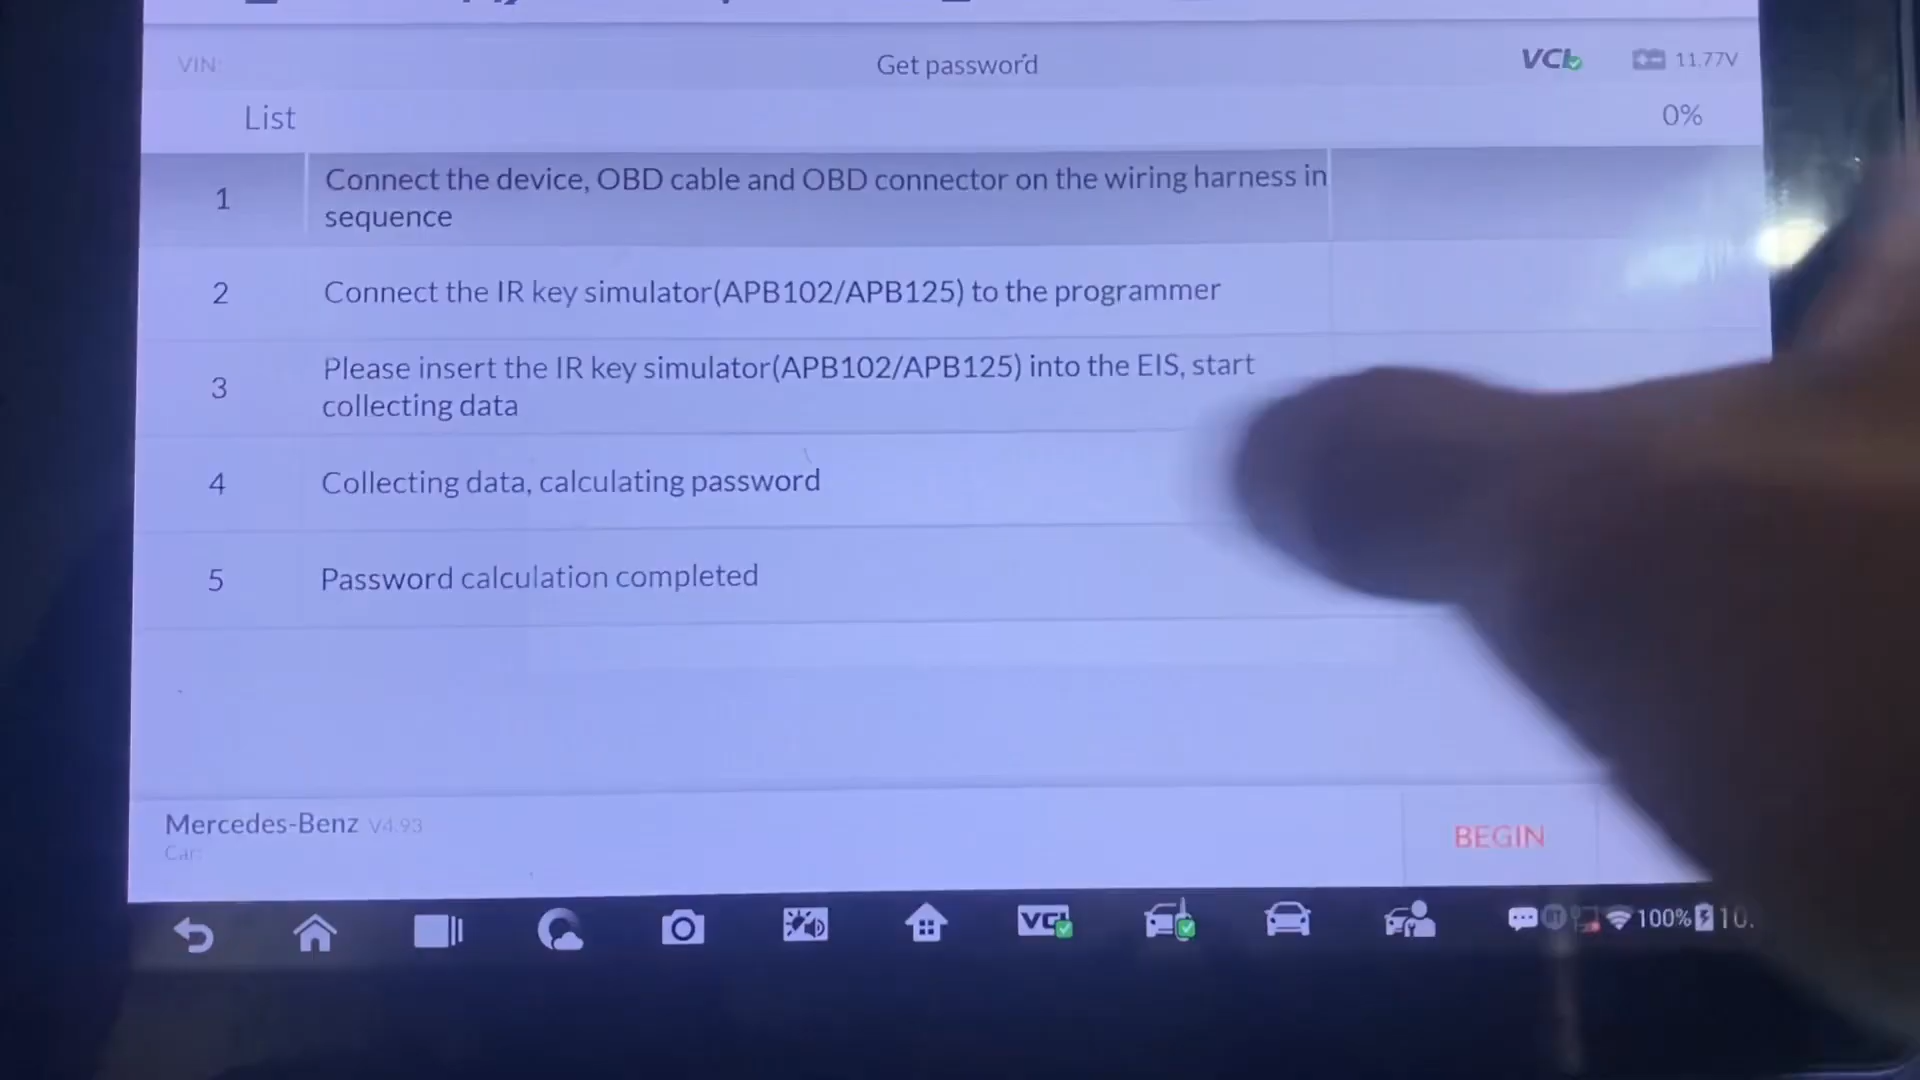 VIN:
Get password
VCI
11.77V
List
0%
1
Connect the device, OBD cable and OBD connector on the wiring harness in
sequence
2
Connect the IR key simulator(APB102/APB125) to the programmer
3
Please insert the IR key simulator(APB102/APB125) into the EIS, start
collecting data
4
Collecting data, calculating password
5
Password calculation completed
Mercedes-Benz V4.93
Car:
BEGIN
VCI
100%
10.